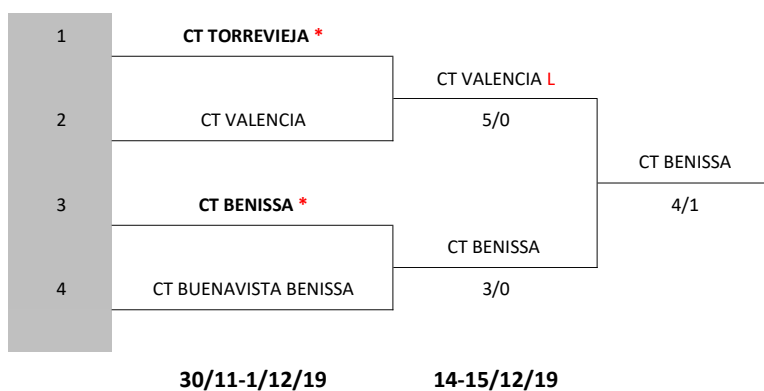 1 CT TORREVIEJA *
CT VALENCIA L
2 CT VALENCIA 5/0
CT BENISSA
3 CT BENISSA * 4/1
CT BENISSA
4 CT BUENAVISTA BENISSA 3/0
30/11-1/12/19 14-15/12/19